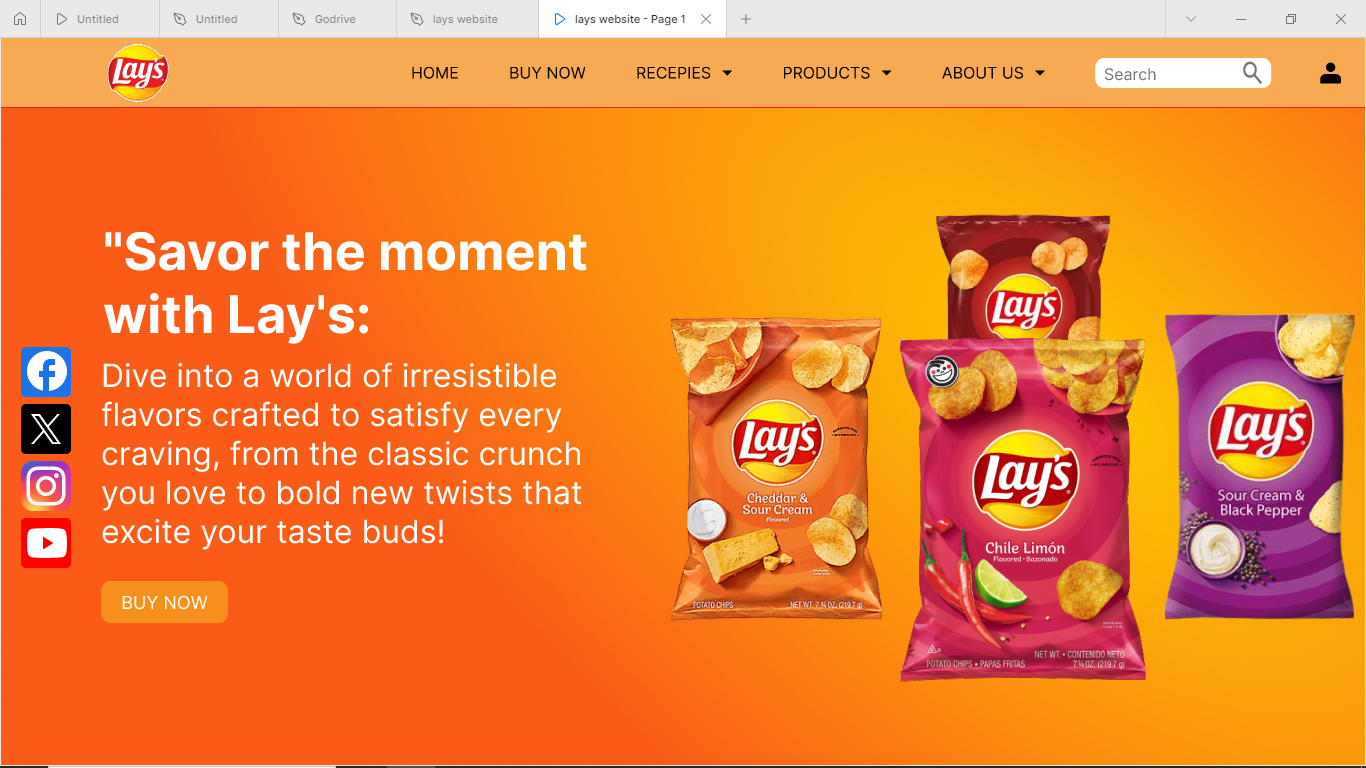 Untitled
Untitled
Godrive
lays website
lays website - Page 1
Lay's
HOME
BUY NOW
RECEPIES
PRODUCTS
ABOUT US
Search
"Savor the moment
with Lay's:
Dive into a world of irresistible
flavors crafted to satisfy every
craving, from the classic crunch
you love to bold new twists that
excite your taste buds!
BUY NOW
Lay's
Lay's
Cheddar &
Sour Cream
Flavored
POTATO CHIPS
NET WT. 7 ¾ OZ. (219.7 g)
Lay's
Chile Limón
Flavored • Sazonado
NET WT. • CONTENIDO NETO
POTATO CHIPS • PAPAS FRITAS
7 ¾ OZ. (219.7 g)
Lay's
Sour Cream &
Black Pepper